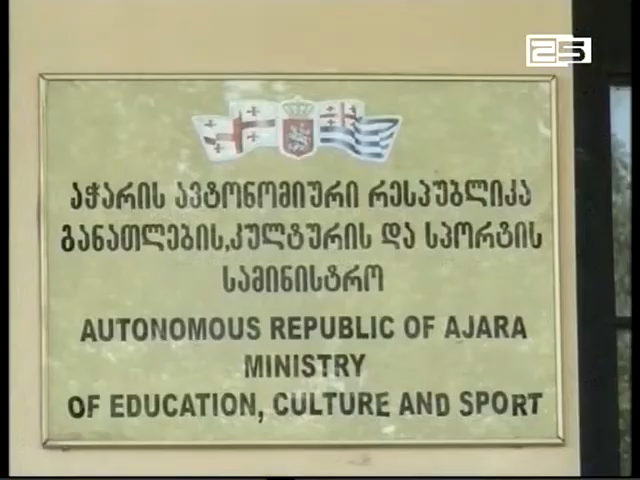 25
აჭარის ავტონომიური რესპუბლიკა
განათლების,კულტურის და სპორტის
სამინისტრო
AUTONOMOUS REPUBLIC OF AJARA
MINISTRY
OF EDUCATION, CULTURE AND SPORT